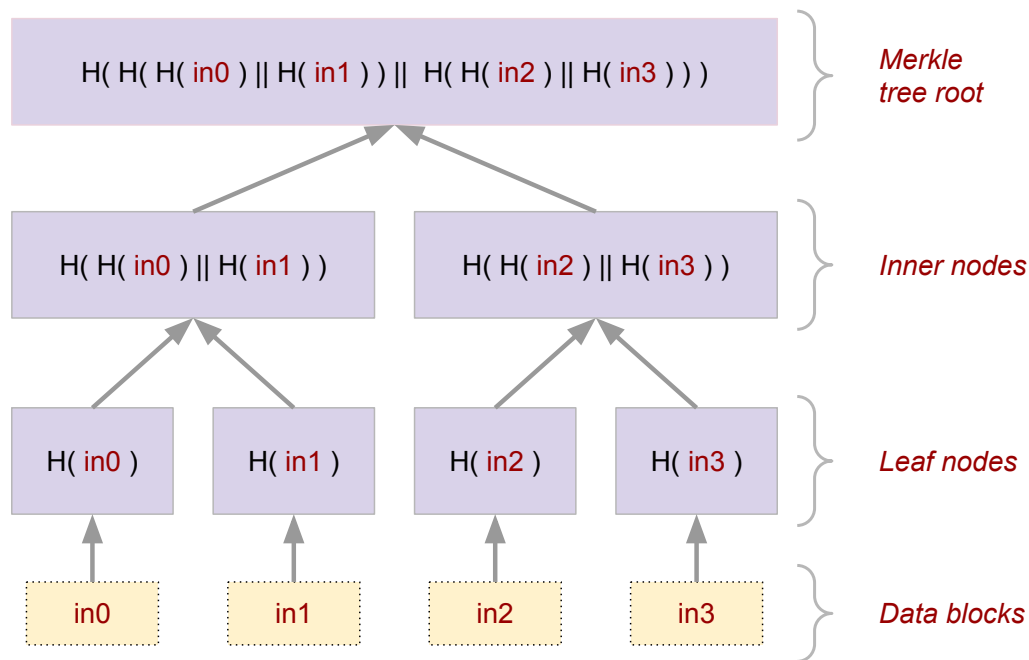 H( H( H( in0 ) || H( in1 ) ) ||  H( H( in2 ) || H( in3 ) ) )
Merkle
tree root
H( H( in0 ) || H( in1 ) )
H( H( in2 ) || H( in3 ) )
Inner nodes
H( in0 )
H( in1 )
H( in2 )
H( in3 )
Leaf nodes
in0
in1
in2
in3
Data blocks